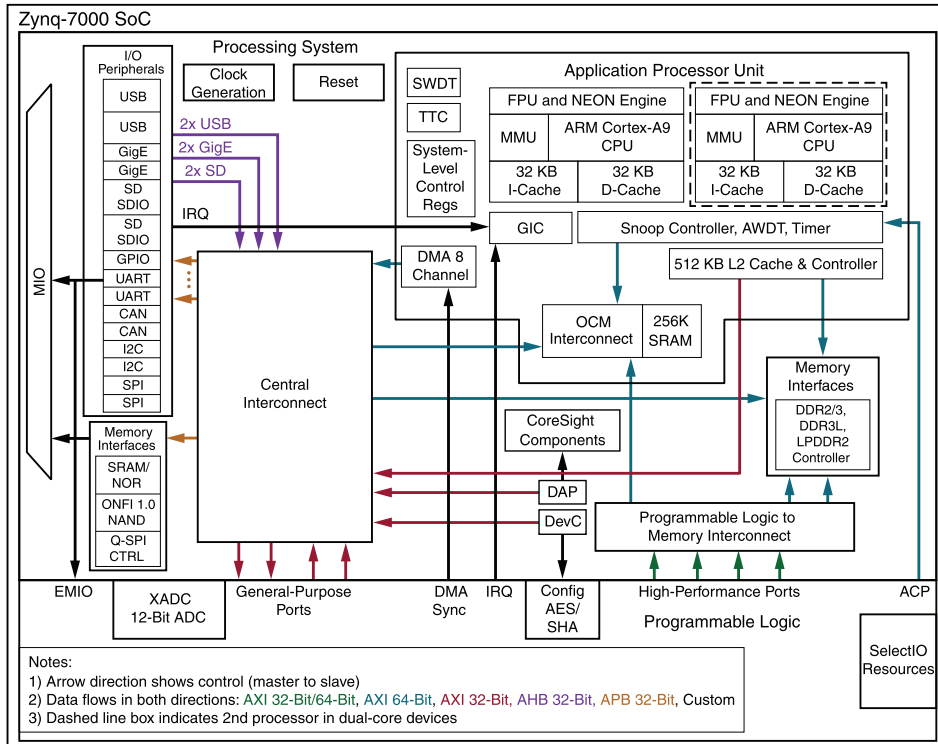 Zynq-7000 SoC
Processing System
I/O
Peripherals
USB
USB
GigE
GigE
SD
SDIO
SD
SDIO
GPIO
UART
UART
CAN
CAN
I2C
I2C
SPI
SPI
MIO
Clock
Generation
Reset
2x USB
2x GigE
2x SD
IRQ
SWDT
TTC
System-
Level
Control
Regs
Application Processor Unit
FPU and NEON Engine
MMU
ARM Cortex-A9
CPU
32 KB
I-Cache
32 KB
D-Cache
FPU and NEON Engine
MMU
ARM Cortex-A9
CPU
32 KB
I-Cache
32 KB
D-Cache
GIC
Snoop Controller, AWDT, Timer
DMA 8
Channel
512 KB L2 Cache & Controller
OCM
Interconnect
256K
SRAM
Central
Interconnect
Memory
Interfaces
DDR2/3,
DDR3L,
LPDDR2
Controller
CoreSight
Components
DAP
DevC
Programmable Logic to
Memory Interconnect
Memory
Interfaces
SRAM/
NOR
ONFI 1.0
NAND
Q-SPI
CTRL
EMIO
XADC
12-Bit ADC
General-Purpose
Ports
DMA
Sync
IRQ
Config
AES/
SHA
High-Performance Ports
ACP
Programmable Logic
SelectIO
Resources
Notes:
1) Arrow direction shows control (master to slave)
2) Data flows in both directions: AXI 32-Bit/64-Bit, AXI 64-Bit, AXI 32-Bit, AHB 32-Bit, APB 32-Bit, Custom
3) Dashed line box indicates 2nd processor in dual-core devices